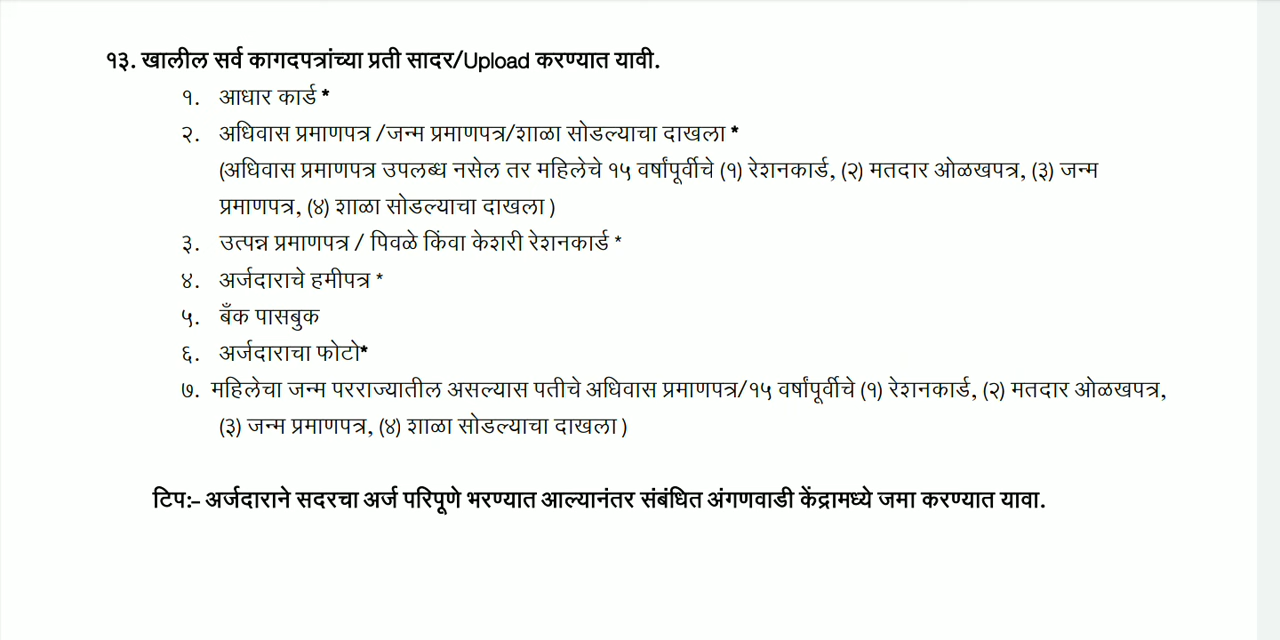 १३. खालील सर्व कागदपत्रांच्या प्रती सादर/Upload करण्यात यावी.
१. आधार कार्ड *
२. अधिवास प्रमाणपत्र /जन्म प्रमाणपत्र/शाळा सोडल्याचा दाखला *
(अधिवास प्रमाणपत्र उपलब्ध नसेल तर महिलेचे १५ वर्षांपूर्वीचे (१) रेशनकार्ड, (२) मतदार ओळखपत्र, (३) जन्म
प्रमाणपत्र, (४) शाळा सोडल्याचा दाखला )
३. उत्पन्न प्रमाणपत्र / पिवळे किंवा केशरी रेशनकार्ड *
४. अर्जदाराचे हमीपत्र *
५. बँक पासबुक
६. अर्जदाराचा फोटो*
७. महिलेचा जन्म परराज्यातील असल्यास पतीचे अधिवास प्रमाणपत्र/१५ वर्षांपूर्वीचे (१) रेशनकार्ड, (२) मतदार ओळखपत्र,
(३) जन्म प्रमाणपत्र, (४) शाळा सोडल्याचा दाखला )
टिप:- अर्जदाराने सदरचा अर्ज परिपूणे भरण्यात आल्यानंतर संबंधित अंगणवाडी केंद्रामध्ये जमा करण्यात यावा.